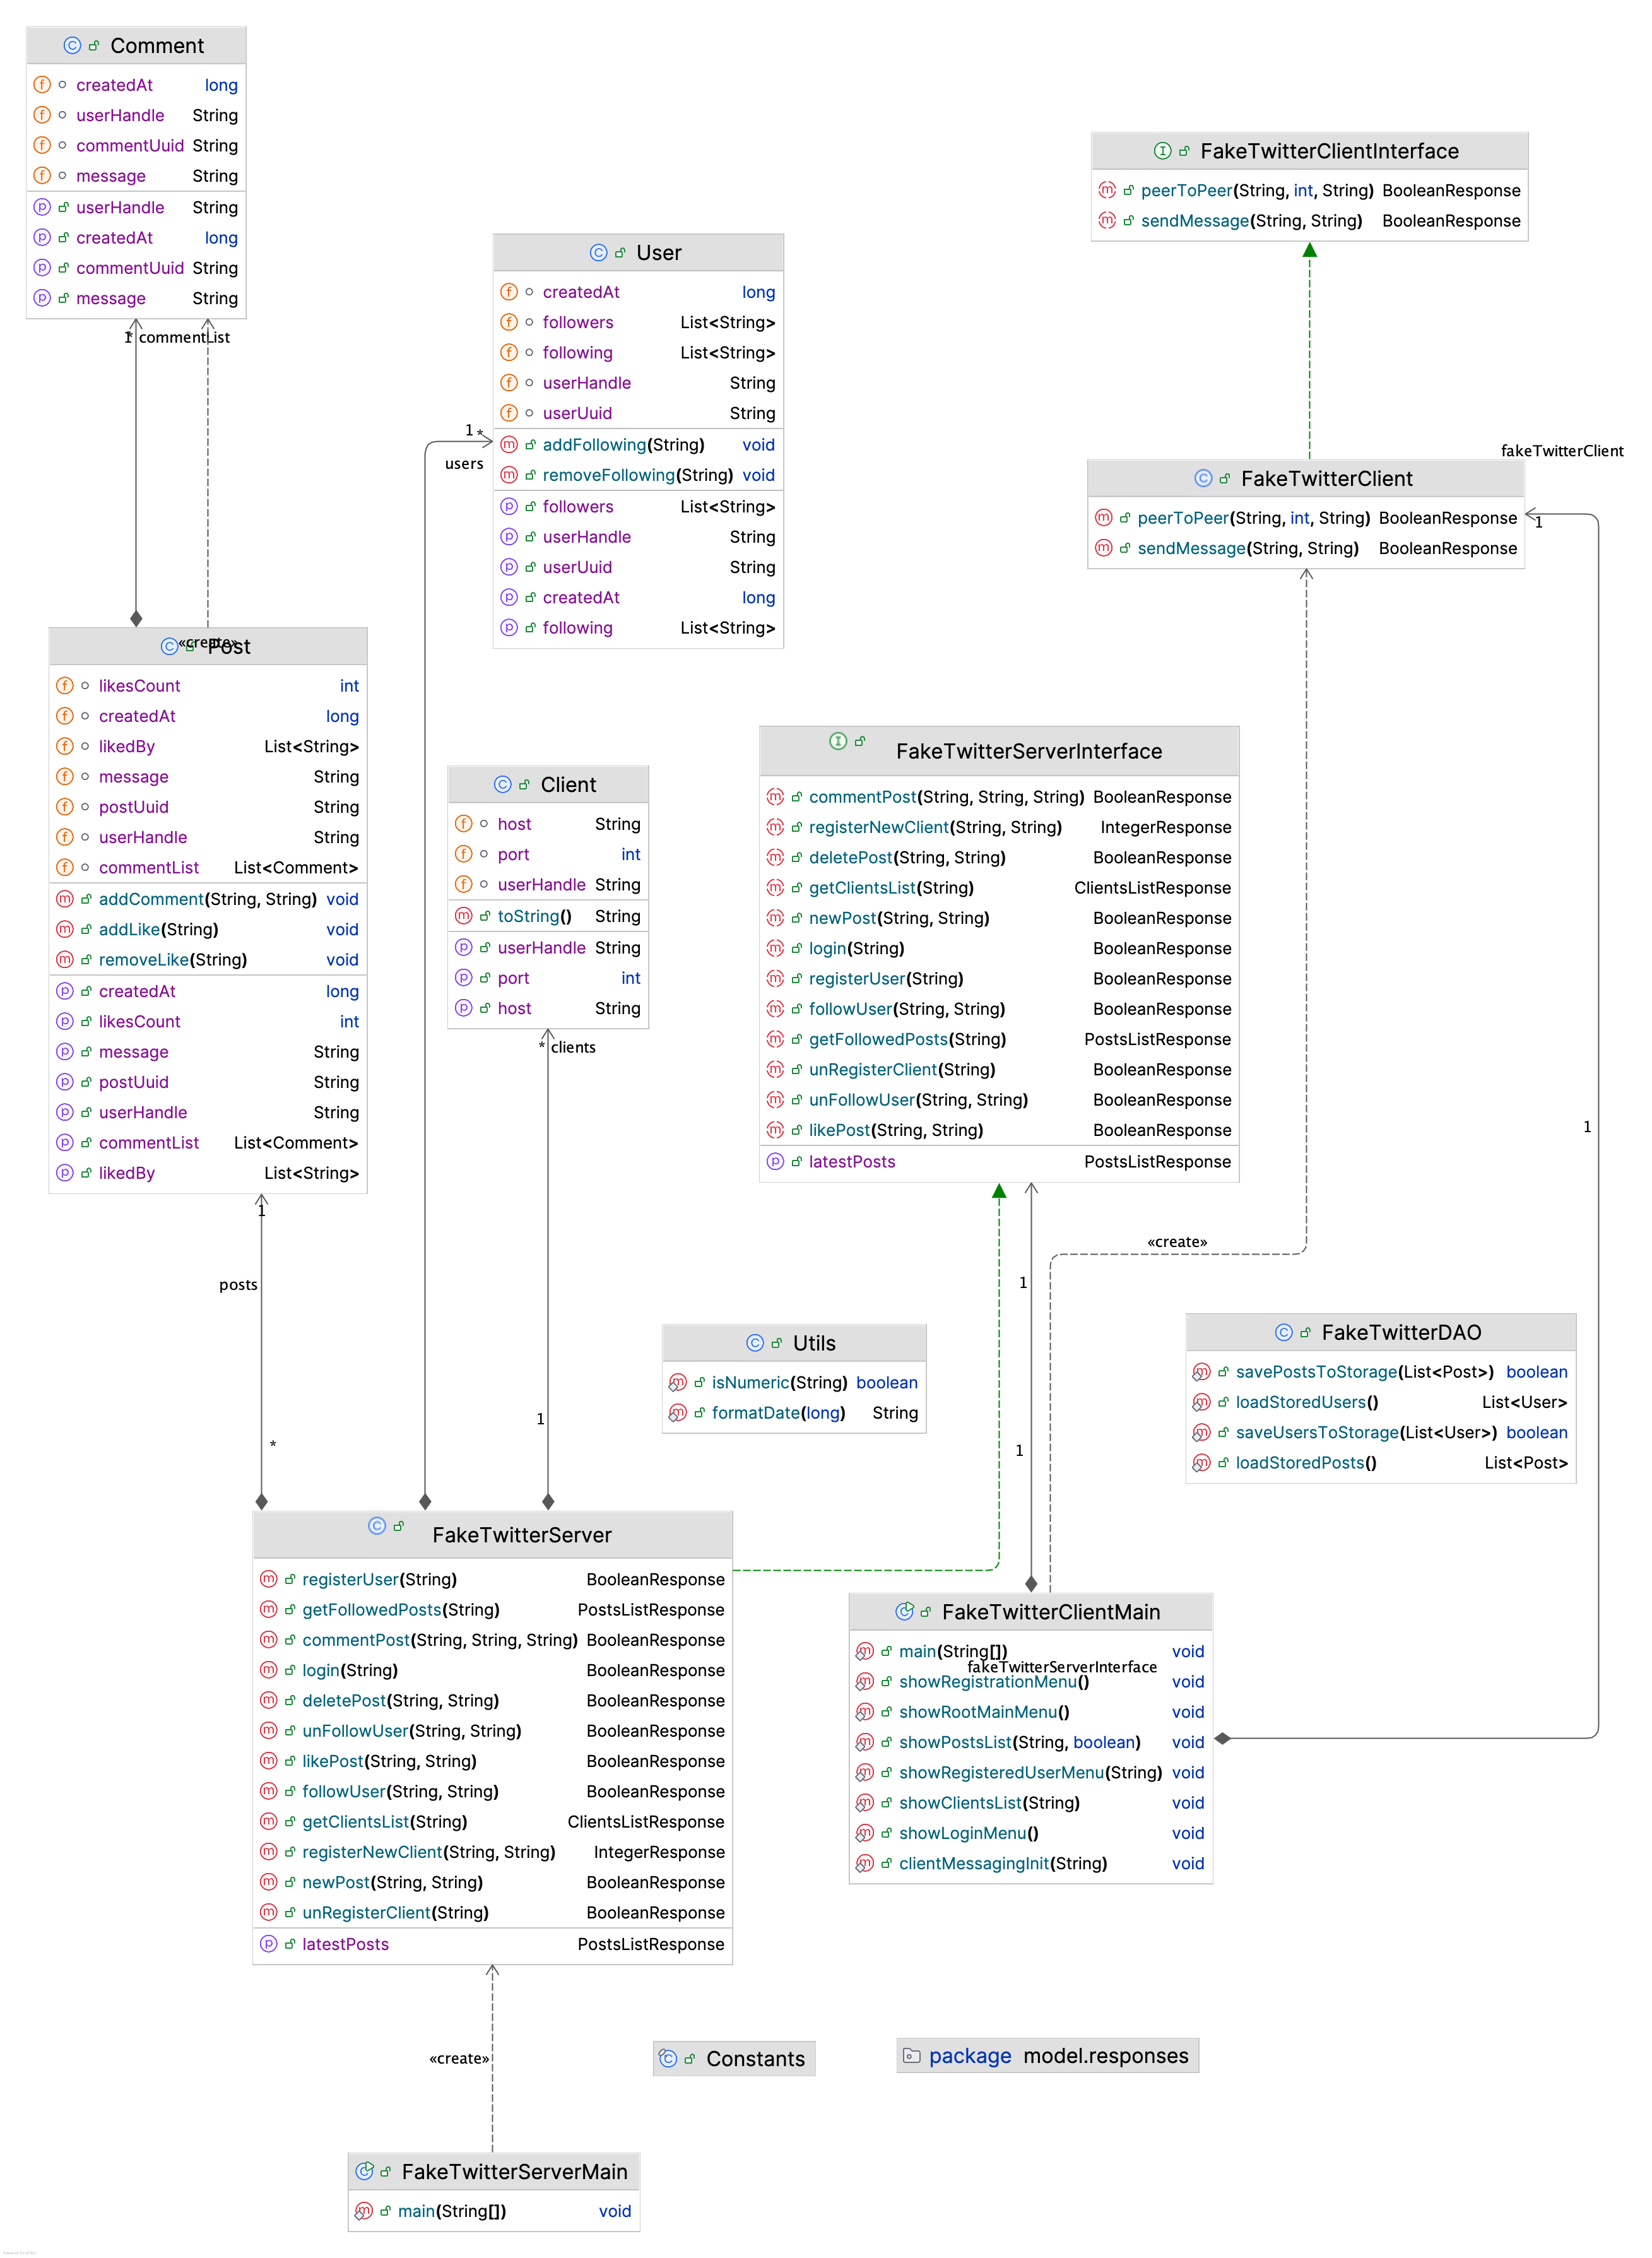 Comment
createdAt long
userHandle String
commentUuid String
message String
userHandle String
createdAt long
commentUuid String
message String
1 * commentList
FakeTwitterClientInterface
peerToPeer(String, int, String) BooleanResponse
sendMessage(String, String) BooleanResponse
User
createdAt long
followers List<String>
following List<String>
userHandle String
userUuid String
addFollowing(String) void
removeFollowing(String) void
followers List<String>
userHandle String
userUuid String
createdAt long
following List<String>
1 *
users
fakeTwitterClient
FakeTwitterClient
peerToPeer(String, int, String) BooleanResponse
sendMessage(String, String) BooleanResponse
1
«create»
Post
likesCount int
createdAt long
likedBy List<String>
message String
postUuid String
userHandle String
commentList List<Comment>
addComment(String, String) void
addLike(String) void
removeLike(String) void
createdAt long
likesCount int
message String
postUuid String
userHandle String
commentList List<Comment>
likedBy List<String>
1
posts
*
Client
host String
port int
userHandle String
toString() String
userHandle String
port int
host String
* clients
1
FakeTwitterServerInterface
commentPost(String, String, String) BooleanResponse
registerNewClient(String, String) IntegerResponse
deletePost(String, String) BooleanResponse
getClientsList(String) ClientsListResponse
newPost(String, String) BooleanResponse
login(String) BooleanResponse
registerUser(String) BooleanResponse
followUser(String, String) BooleanResponse
getFollowedPosts(String) PostsListResponse
unRegisterClient(String) BooleanResponse
unFollowUser(String, String) BooleanResponse
likePost(String, String) BooleanResponse
latestPosts PostsListResponse
1
«create»
1
1
Utils
isNumeric(String) boolean
formatDate(long) String
FakeTwitterDAO
savePostsToStorage(List<Post>) boolean
loadStoredUsers() List<User>
saveUsersToStorage(List<User>) boolean
loadStoredPosts() List<Post>
FakeTwitterServer
registerUser(String) BooleanResponse
getFollowedPosts(String) PostsListResponse
commentPost(String, String, String) BooleanResponse
login(String) BooleanResponse
deletePost(String, String) BooleanResponse
unFollowUser(String, String) BooleanResponse
likePost(String, String) BooleanResponse
followUser(String, String) BooleanResponse
getClientsList(String) ClientsListResponse
registerNewClient(String, String) IntegerResponse
newPost(String, String) BooleanResponse
unRegisterClient(String) BooleanResponse
latestPosts PostsListResponse
FakeTwitterClientMain
main(String[]) void
fakeTwitterServerInterface
showRegistrationMenu() void
showRootMainMenu() void
showPostsList(String, boolean) void
showRegisteredUserMenu(String) void
showClientsList(String) void
showLoginMenu() void
clientMessagingInit(String) void
«create»
Constants
package model.responses
FakeTwitterServerMain
main(String[]) void